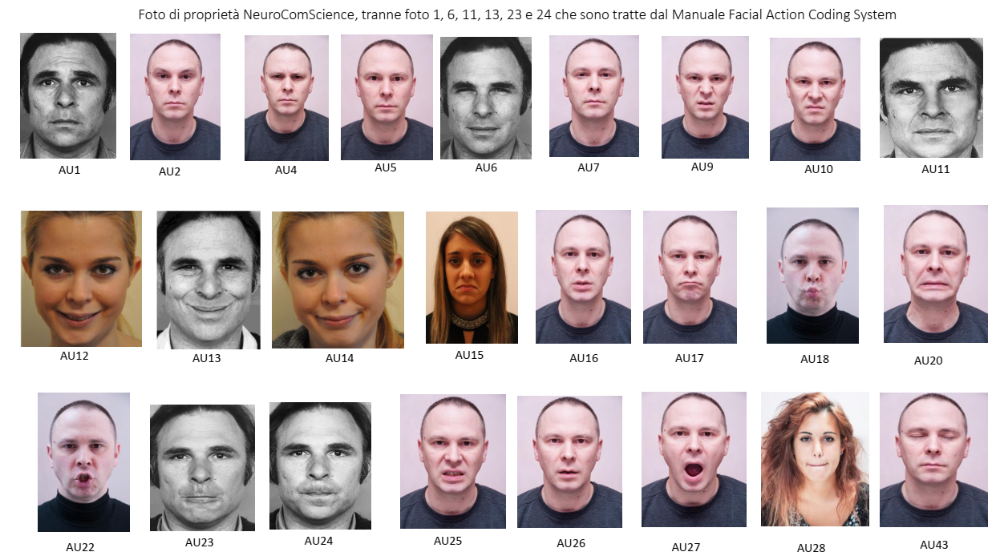 Foto di proprietà NeuroComScience, tranne foto 1, 6, 11, 13, 23 e 24 che sono tratte dal Manuale Facial Action Coding System
AU1 AU2 AU4 AU5 AU6 AU7 AU9 AU10 AU11
AU12 AU13 AU14 AU15 AU16 AU17 AU18 AU20
AU22 AU23 AU24 AU25 AU26 AU27 AU28 AU43